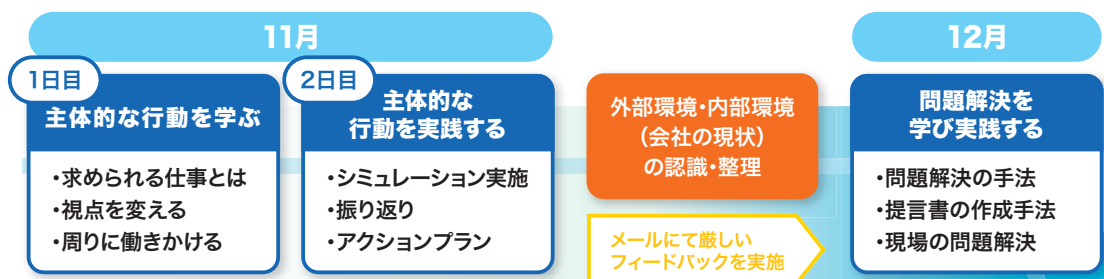 11月
1日目
主体的な行動を学ぶ
・求められる仕事とは
・視点を変える
・周りに働きかける
2日目
主体的な
行動を実践する
・シミュレーション実施
・振り返り
・アクションプラン
外部環境・内部環境
（会社の現状）
の認識・整理
メールにて厳しい
フィードバックを実施
12月
問題解決を
学び実践する
・問題解決の手法
・提言書の作成手法
・現場の問題解決